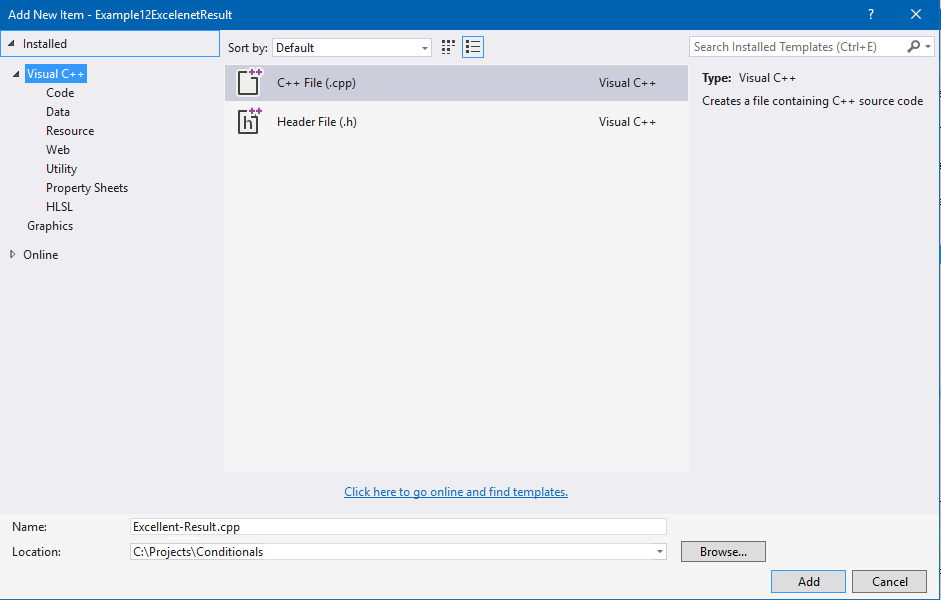 Add New Item - Example12ExcelenetResult ?
Installed
Sort by: Default
Search Installed Templates (Ctrl+E)
Visual C++
Code
Data
Resource
Web
Utility
Property Sheets
HLSL
Graphics
Online
C++ File (.cpp) Visual C++
h Header File (.h) Visual C++
Type: Visual C++
Creates a file containing C++ source code
Click here to go online and find templates.
Name: Excellent-Result.cpp
Location: C:\Projects\Conditionals
Browse...
Add Cancel